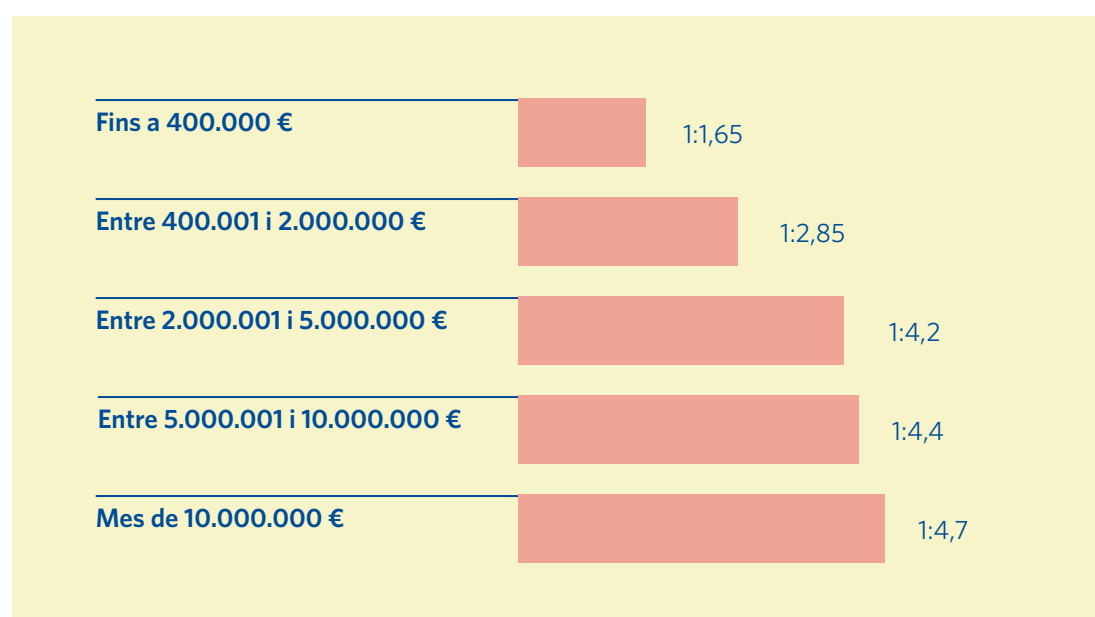 Fins a 400.000 €
1:1,65
Entre 400.001 i 2.000.000 €
1:2,85
Entre 2.000.001 i 5.000.000 €
1:4,2
Entre 5.000.001 i 10.000.000 €
1:4,4
Mes de 10.000.000 €
1:4,7